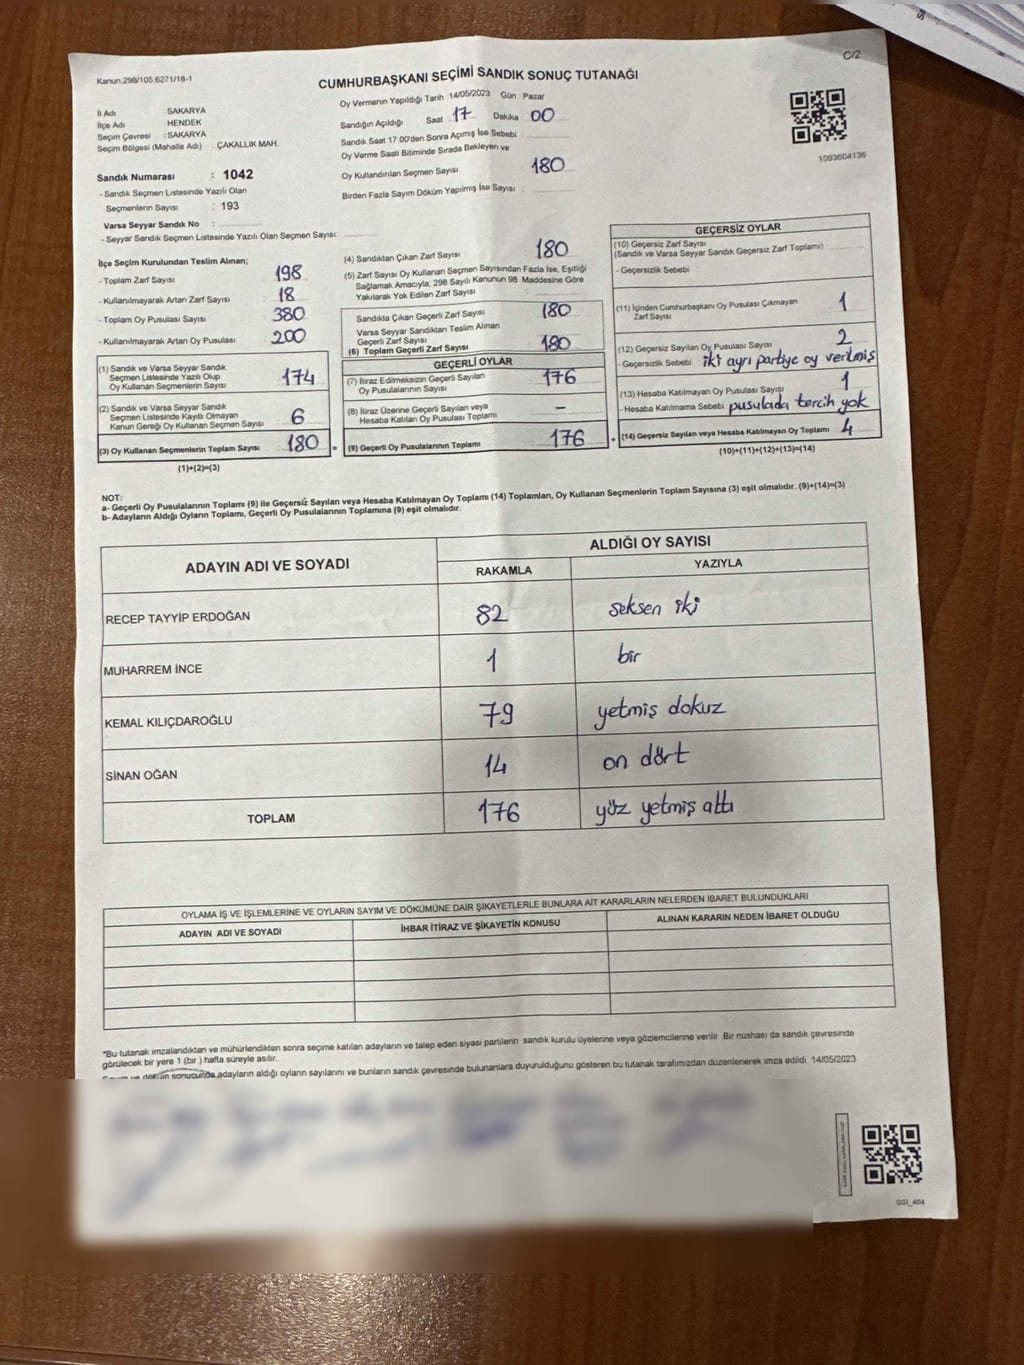 C/2
Kanun:298/105.6271/18-1
CUMHURBAŞKANI SEÇİMİ SANDIK SONUÇ TUTANAĞI
İl Adı : SAKARYA
İlçe Adı : HENDEK
Seçim Çevresi : SAKARYA
Seçim Bölgesi (Mahalle Adı) : ÇAKALLIK MAH.
Sandık Numarası : 1042
- Sandık Seçmen Listesinde Yazılı Olan
Seçmenlerin Sayısı : 193
Varsa Seyyar Sandık No :
- Seyyar Sandık Seçmen Listesinde Yazılı Olan Seçmen Sayısı:
Oy Vermenin Yapıldığı Tarih :14/05/2023 Gün : Pazar
Sandığın Açıldığı Saat 17 Dakika 00
Sandık Saat 17:00'den Sonra Açımış İse Sebebi :
Oy Verme Saati Bitiminde Sırada Bekleyen ve
Oy Kullandırılan Seçmen Sayısı : 180
Birden Fazla Sayım Döküm Yapılmış İse Sayısı :
1093604136
İlçe Seçim Kurulundan Teslim Alınan;
- Toplam Zarf Sayısı : 198
- Kullanılmayarak Artan Zarf Sayısı : 18
- Toplam Oy Pusulası Sayısı : 380
- Kullanılmayarak Artan Oy Pusulası : 200
(1) Sandık ve Varsa Seyyar Sandık
Seçmen Listesinde Yazılı Olup
Oy Kullanan Seçmenlerin Sayısı 174
(2) Sandık ve Varsa Seyyar Sandık
Seçmen Listesinde Kayıtlı Olmayan
Kanun Gereği Oy Kullanan Seçmen Sayısı 6
(3) Oy Kullanan Seçmenlerin Toplam Sayısı 180 =
(1)+(2)=(3)
(4) Sandıktan Çıkan Zarf Sayısı : 180
(5) Zarf Sayısı Oy Kullanan Seçmen Sayısından Fazla İse, Eşitliği
Sağlamak Amacıyla; 298 Sayılı Kanunun 98. Maddesine Göre
Yakılarak Yok Edilen Zarf Sayısı :
Sandıkta Çıkan Geçerli Zarf Sayısı : 180
Varsa Seyyar Sandıktan Teslim Alınan
Geçerli Zarf Sayısı :
(6) Toplam Geçerli Zarf Sayısı : 180
GEÇERLİ OYLAR
(7) İtiraz Edilmeksizin Geçerli Sayılan
Oy Pusulalarının Sayısı 176
(8) İtiraz Üzerine Geçerli Sayılan veya
Hesaba Katılan Oy Pusulası Toplamı –
(9) Geçerli Oy Pusulalarının Toplamı 176 +
GEÇERSİZ OYLAR
(10) Geçersiz Zarf Sayısı
(Sandık ve Varsa Seyyar Sandık Geçersiz Zarf Toplamı)
- Geçersizlik Sebebi
(11) İçinden Cumhurbaşkanı Oy Pusulası Çıkmayan
Zarf Sayısı 1
(12) Geçersiz Sayılan Oy Pusulası Sayısı 2
- Geçersizlik Sebebi iki ayrı partiye oy verilmiş
(13) Hesaba Katılmayan Oy Pusulası Sayısı 1
- Hesaba Katılmama Sebebi pusulada tercih yok
(14) Geçersiz Sayılan veya Hesaba Katılmayan Oy Toplamı 4
(10)+(11)+(12)+(13)=(14)
NOT:
a- Geçerli Oy Pusulalarının Toplamı (9) ile Geçersiz Sayılan veya Hesaba Katılmayan Oy Toplamı (14) Toplamları, Oy Kullanan Seçmenlerin Toplam Sayısına (3) eşit olmalıdır. (9)+(14)=(3)
b- Adayların Aldığı Oyların Toplamı, Geçerli Oy Pusulalarının Toplamına (9) eşit olmalıdır.
ADAYIN ADI VE SOYADI ALDIĞI OY SAYISI
RAKAMLA YAZIYLA
RECEP TAYYİP ERDOĞAN 82 seksen iki
MUHARREM İNCE 1 bir
KEMAL KILIÇDAROĞLU 79 yetmiş dokuz
SİNAN OĞAN 14 on dört
TOPLAM 176 yüz yetmiş altı
OYLAMA İŞ VE İŞLEMLERİNE VE OYLARIN SAYIM VE DÖKÜMÜNE DAİR ŞİKAYETLERLE BUNLARA AİT KARARLARIN NELERDEN İBARET BULUNDUKLARI
ADAYIN ADI VE SOYADI İHBAR İTİRAZ VE ŞİKAYETİN KONUSU ALINAN KARARIN NEDEN İBARET OLDUĞU
*Bu tutanak imzalandıktan ve mühürlendikten sonra seçime katılan adayların ve talep eden siyasi partilerin sandık kurulu üyelerine veya gözlemcilerine verilir. Bir nüshası da sandık çevresinde
görülecek bir yere 1 (bir ) hafta süreyle asılır.
Sayım ve döküm sonucunda adayların aldığı oyların sayılarını ve bunların sandık çevresinde bulunanlara duyurulduğunu gösteren bu tutanak tarafımızdan düzenlenerek imza edildi. 14/05/2023